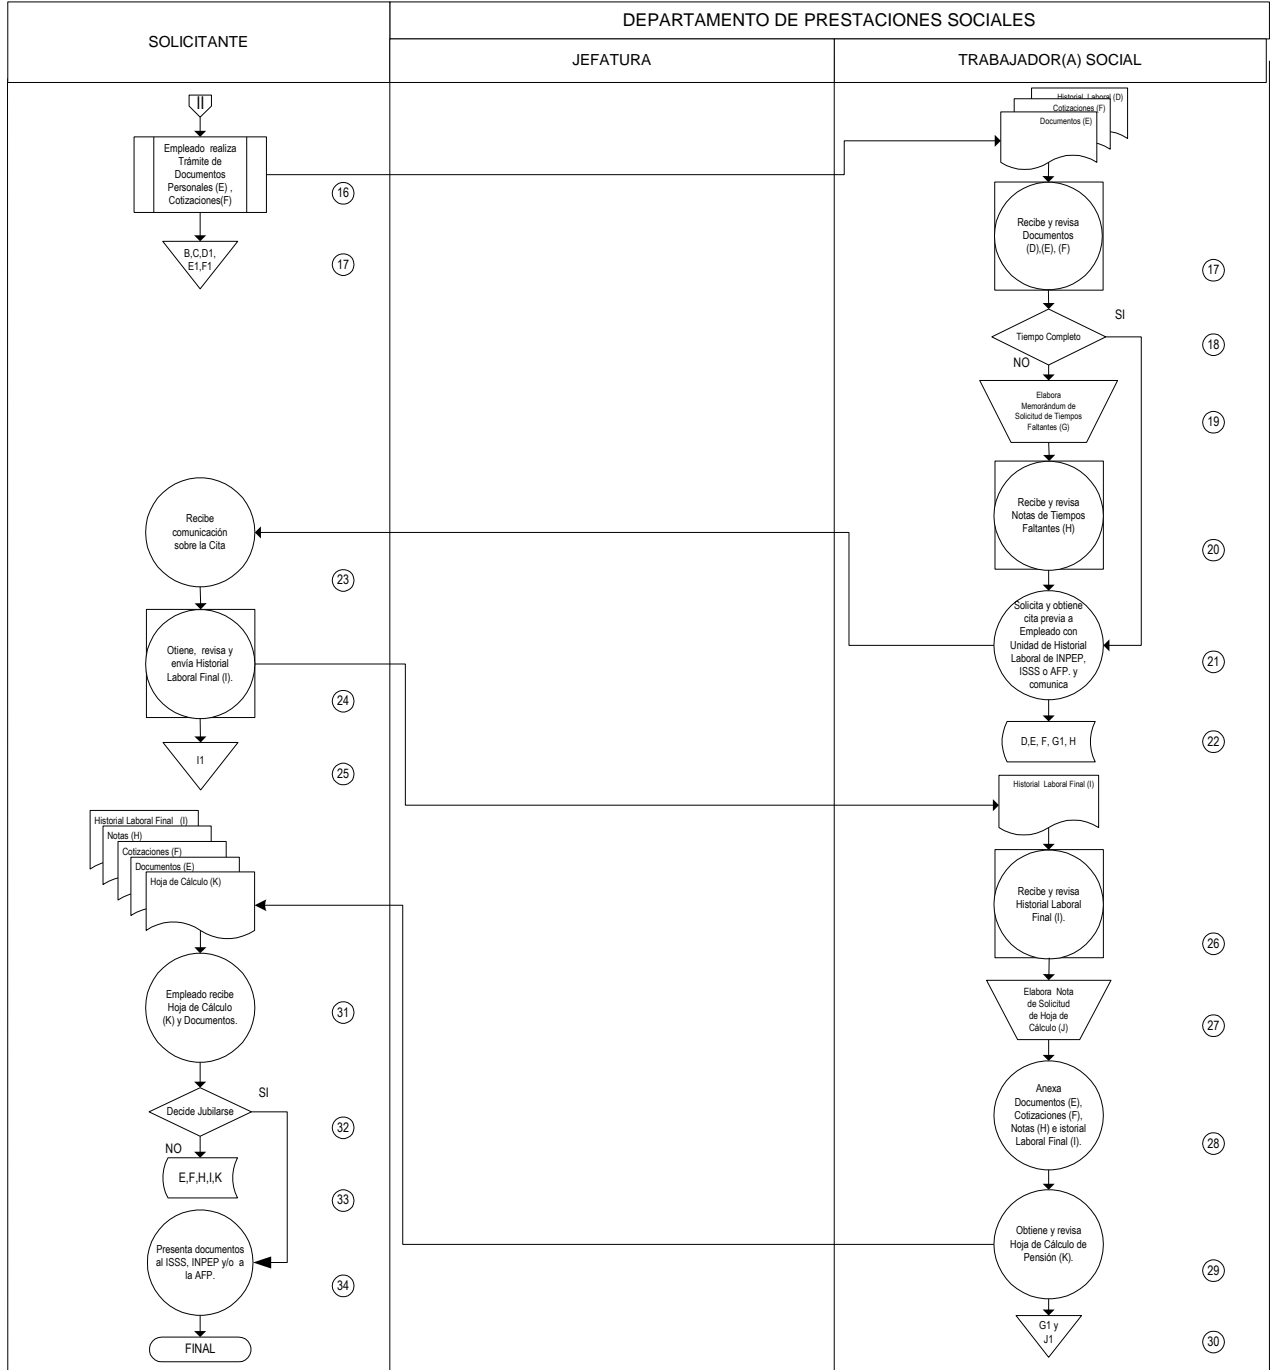 DEPARTAMENTO DE PRESTACIONES SOCIALES
SOLICITANTE
JEFATURA
TRABAJADOR(A) SOCIAL
II
Empleado realiza
Trámite de
Documentos
Personales (E) ,
Cotizaciones(F)
16
B,C,D1,
E1,F1
17
Historial Laboral (D)
Cotizaciones (F)
Documentos (E)
Recibe y revisa
Documentos
(D),(E), (F)
17
Tiempo Completo
SI
NO
18
Elabora
Memorándum de
Solicitud de Tiempos
Faltantes (G)
19
Recibe y revisa
Notas de Tiempos
Faltantes (H)
20
Solicita y obtiene
cita previa a
Empleado con
Unidad de Historial
Laboral de INPEP,
ISSS o AFP. y
comunica
21
D,E, F, G1, H
22
Recibe
comunicación
sobre la Cita
23
Otiene, revisa y
envía Historial
Laboral Final (I).
24
I1
25
Historial Laboral Final (I)
Recibe y revisa
Historial Laboral
Final (I).
26
Elabora Nota
de Solicitud
de Hoja de
Cálculo (J)
27
Anexa
Documentos (E),
Cotizaciones (F),
Notas (H) e istorial
Laboral Final (I).
28
Obtiene y revisa
Hoja de Cálculo de
Pensión (K).
29
G1 y
J1
30
Historial Laboral Final (I)
Notas (H)
Cotizaciones (F)
Documentos (E)
Hoja de Cálculo (K)
Empleado recibe
Hoja de Cálculo
(K) y Documentos.
31
Decide Jubilarse
SI
NO
32
E,F,H,I,K
33
Presenta documentos
al ISSS, INPEP y/o a
la AFP.
34
FINAL